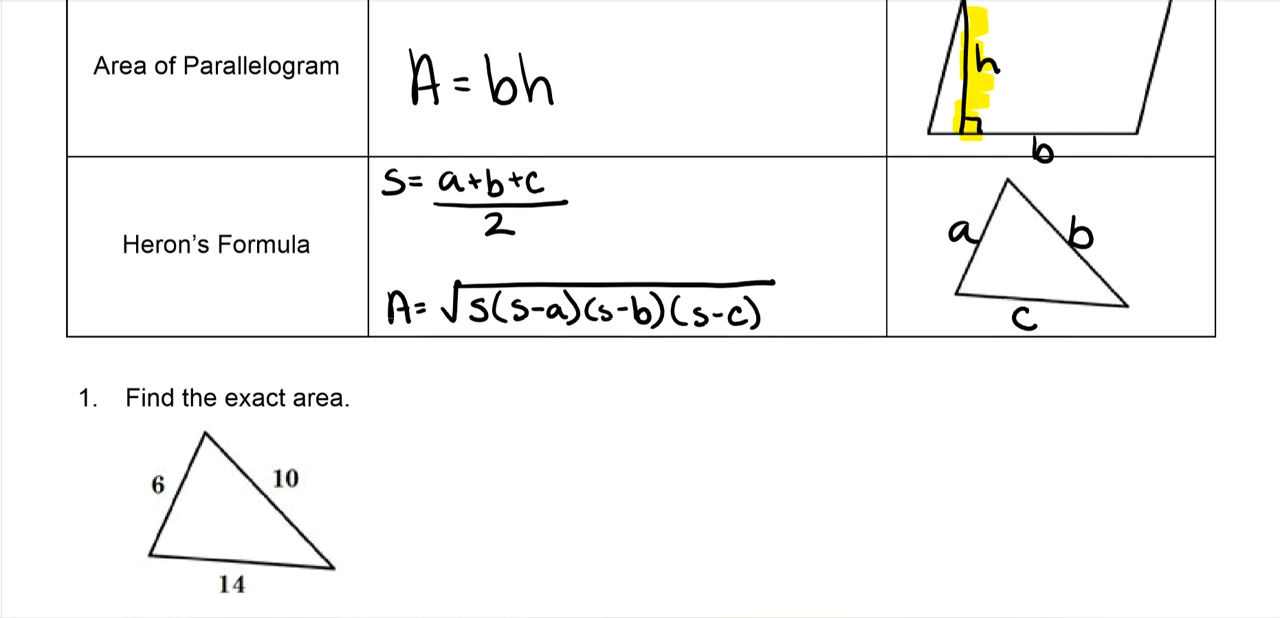 Area of Parallelogram
A = bh
h
b
Heron's Formula
S = a+b+c
2
A = √s(s-a)(s-b)(s-c)
a
b
c
1. Find the exact area.
6
10
14